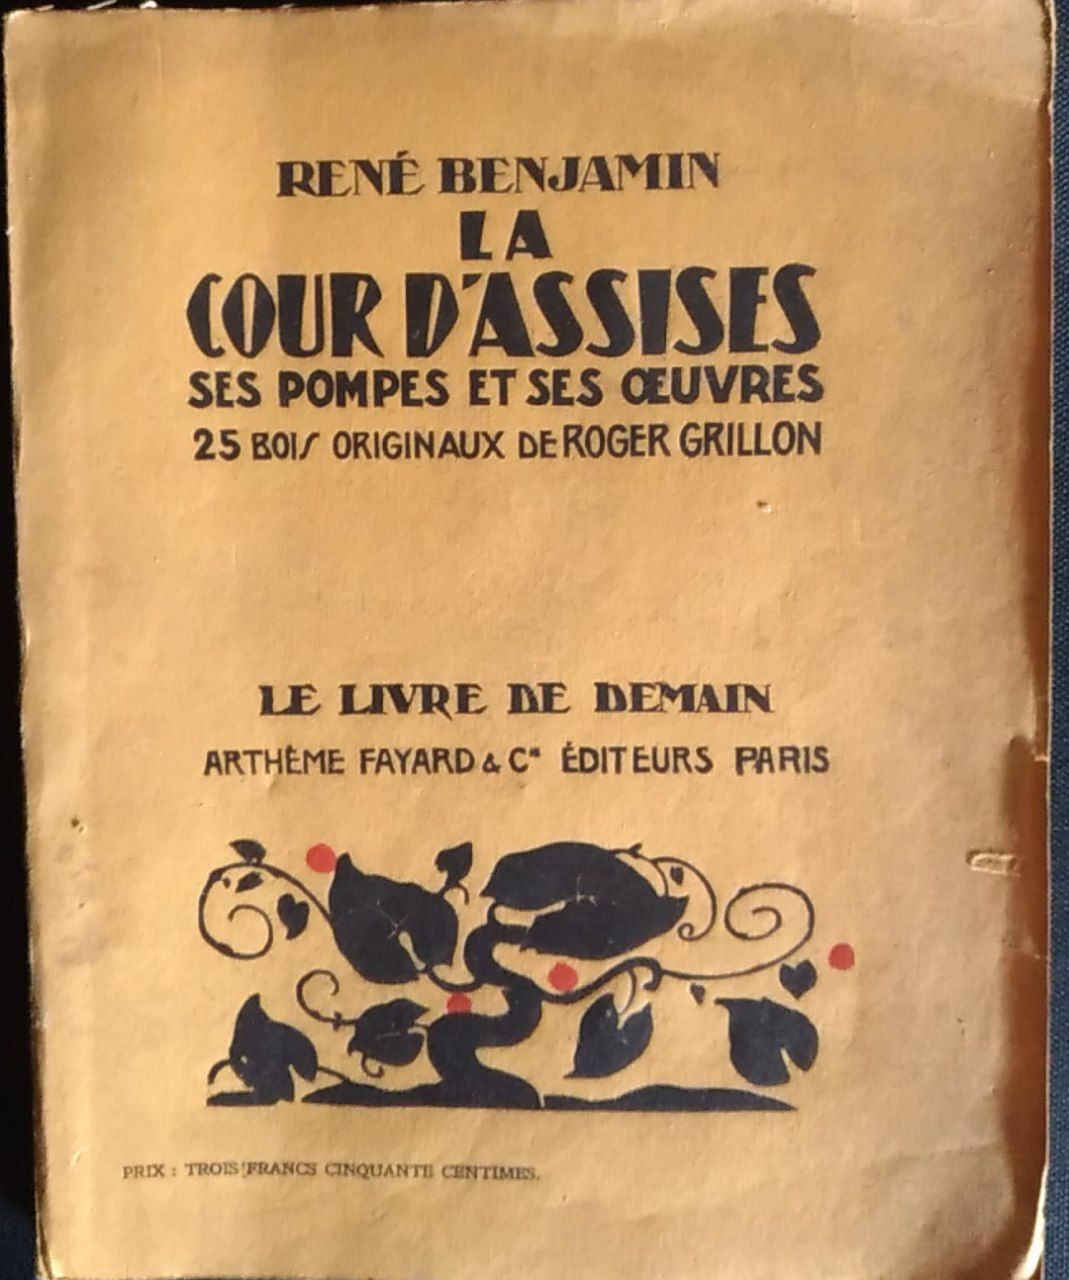 RENÉ BENJAMIN
LA
COUR D'ASSISES
SES POMPES ET SES ŒUVRES
25 BOIS ORIGINAUX DE ROGER GRILLON
LE LIVRE DE DEMAIN
ARTHÈME FAYARD & Cie ÉDITEURS PARIS
PRIX : TROIS FRANCS CINQUANTE CENTIMES.